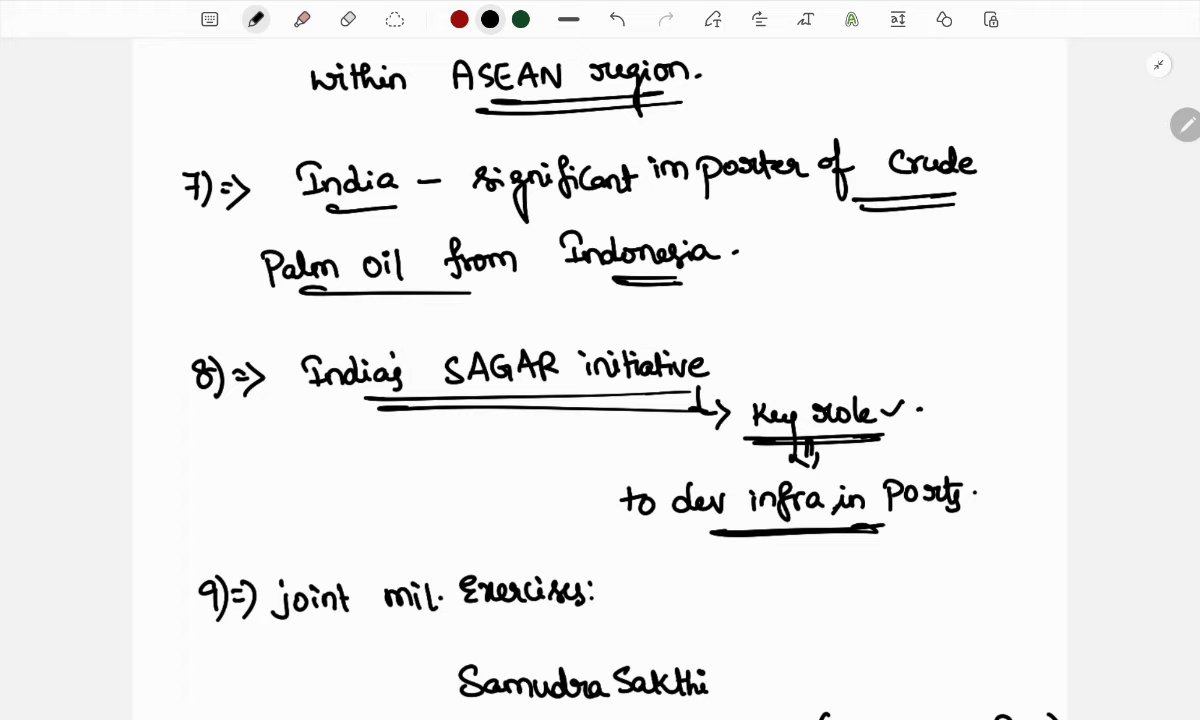 within ASEAN region.
7)=> India - significant importer of Crude
Palm oil from Indonesia.
8)=> India's SAGAR initiative
-> Key role ✓.
to dev infra in Ports.
9)=> joint mil. Exercises:
Samudra Sakthi